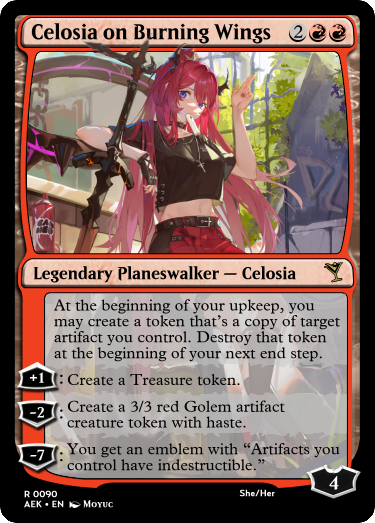 Celosia on Burning Wings 2
Legendary Planeswalker — Celosia
At the beginning of your upkeep, you
may create a token that's a copy of target
artifact you control. Destroy that token
at the beginning of your next end step.
+1: Create a Treasure token.
-2: Create a 3/3 red Golem artifact
creature token with haste.
-7: You get an emblem with “Artifacts you
control have indestructible.”
4
R 0090
She/Her
AEK • EN Moyuc